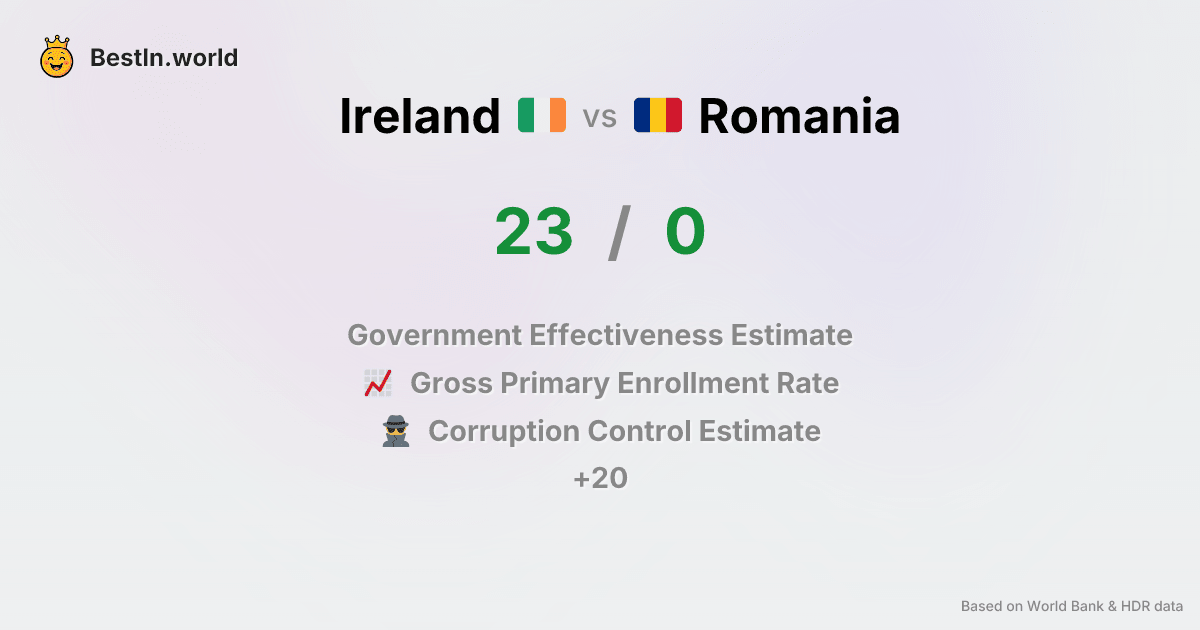 BestIn.world
Ireland vs Romania
23 / 0
Government Effectiveness Estimate
Gross Primary Enrollment Rate
Corruption Control Estimate
+20
Based on World Bank & HDR data